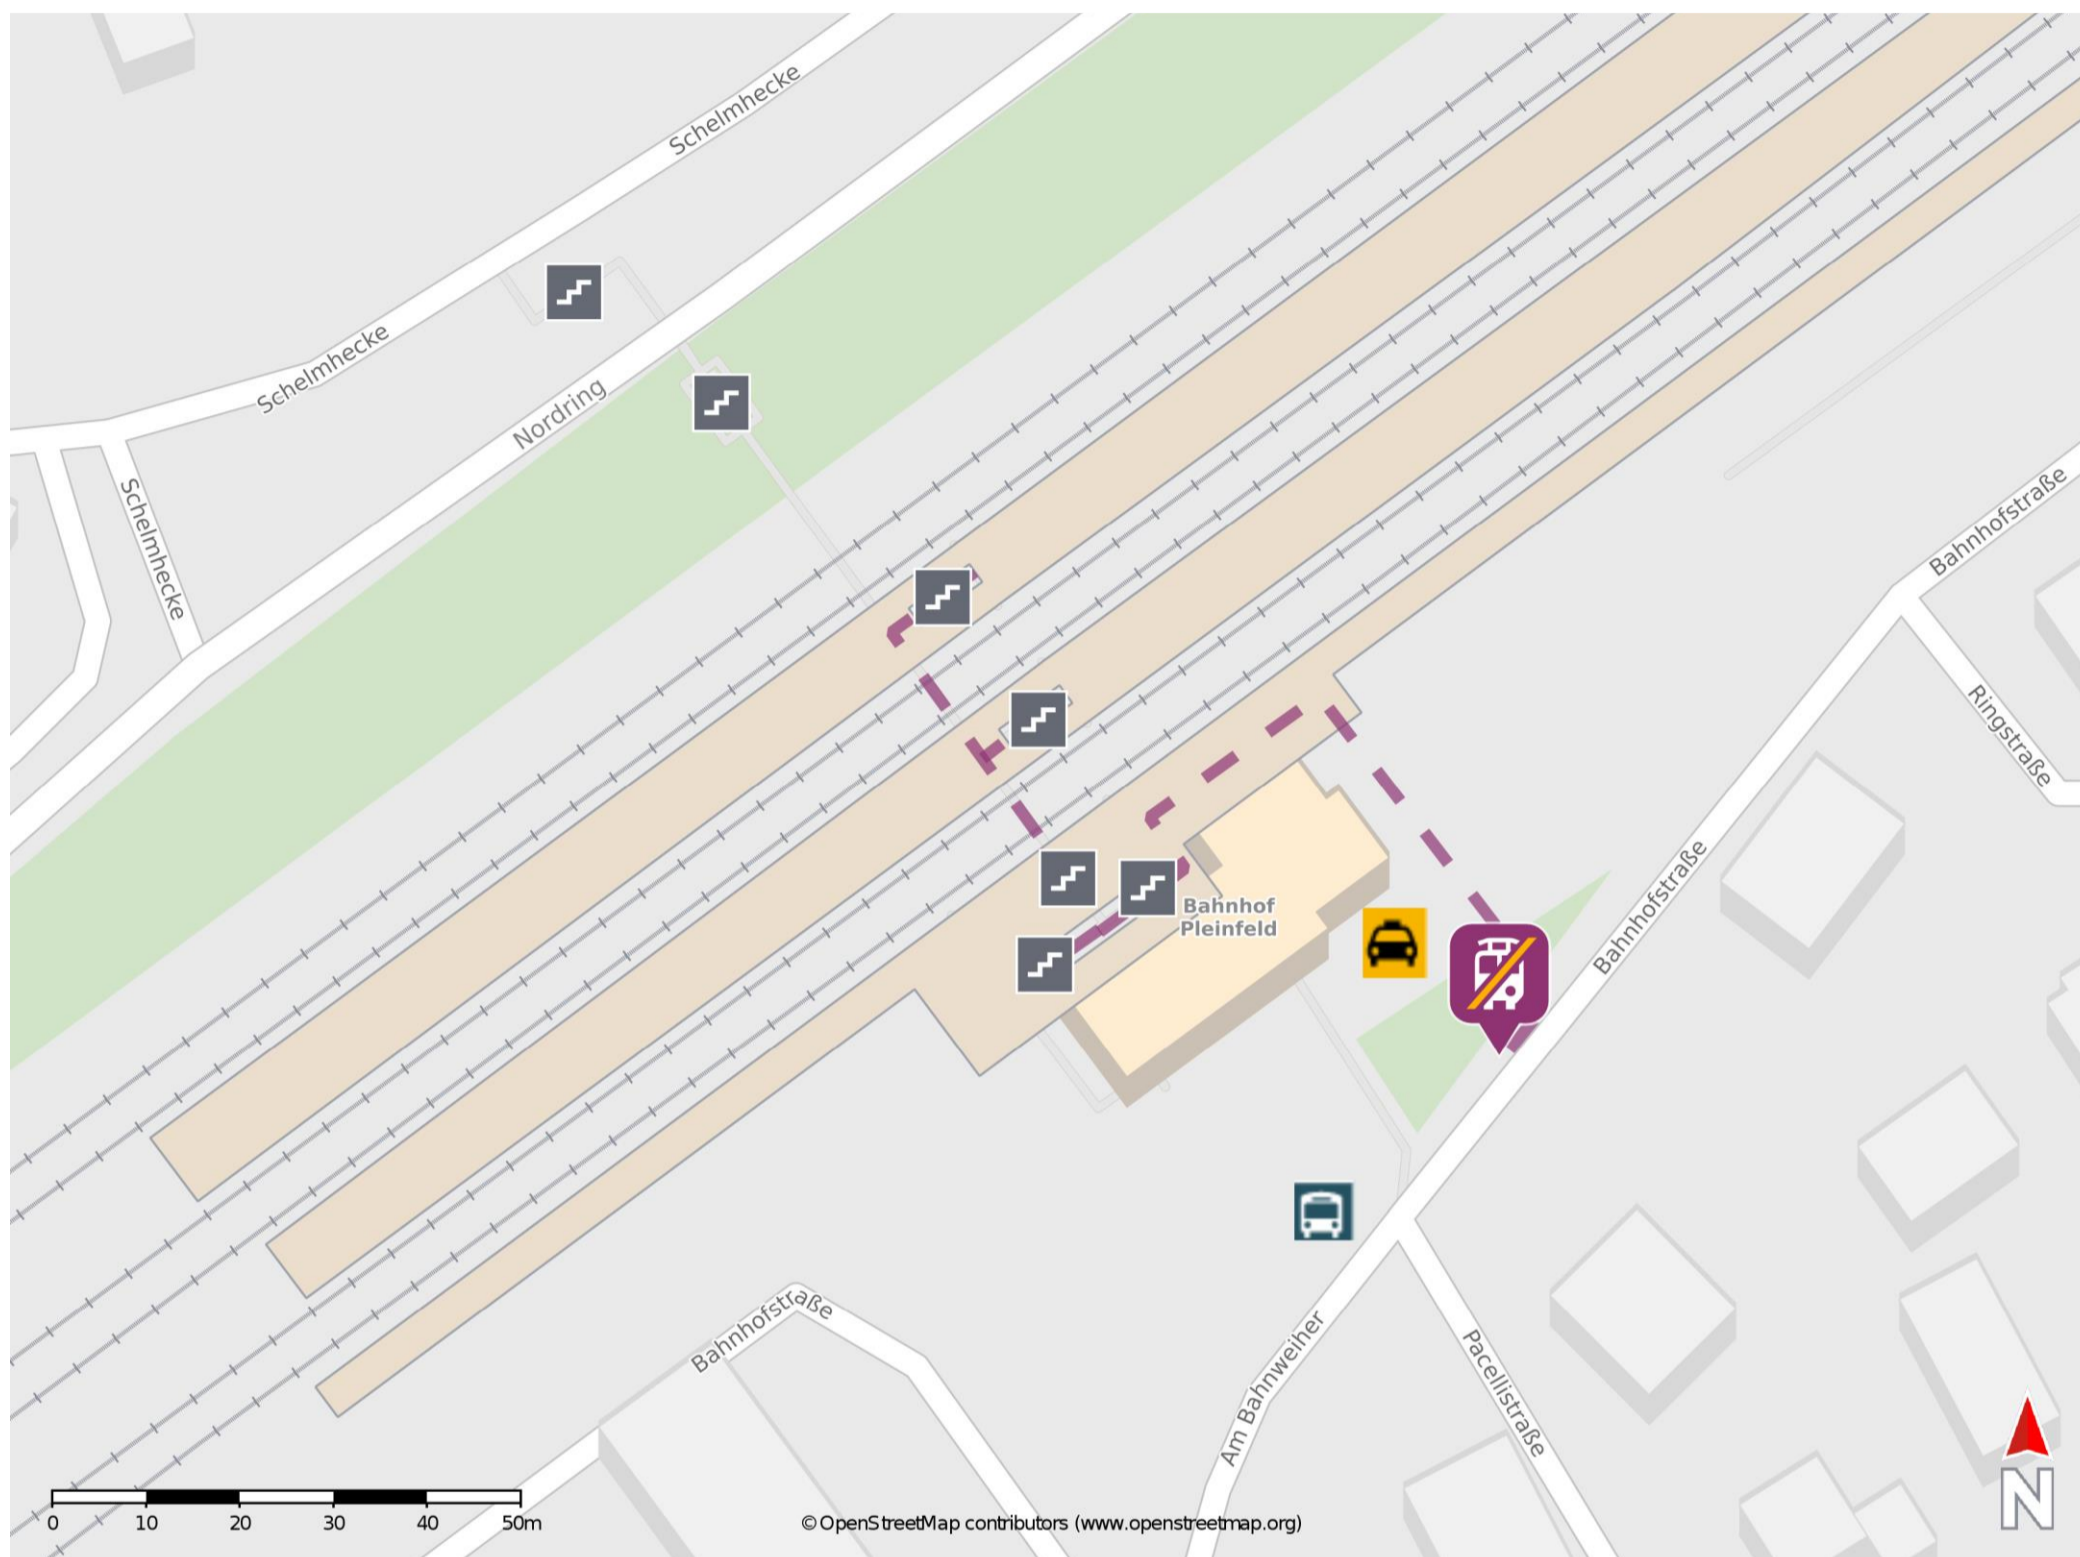 Schelmhecke
Schelmhecke
Nordring
Schelmhecke
Bahnhofstraße
Ringstraße
Bahnhofstraße
Bahnhof
Pleinfeld
Bahnhofstraße
Am Bahnweiher
Pacellistraße
0 10 20 30 40 50m
© OpenStreetMap contributors (www.openstreetmap.org)
N